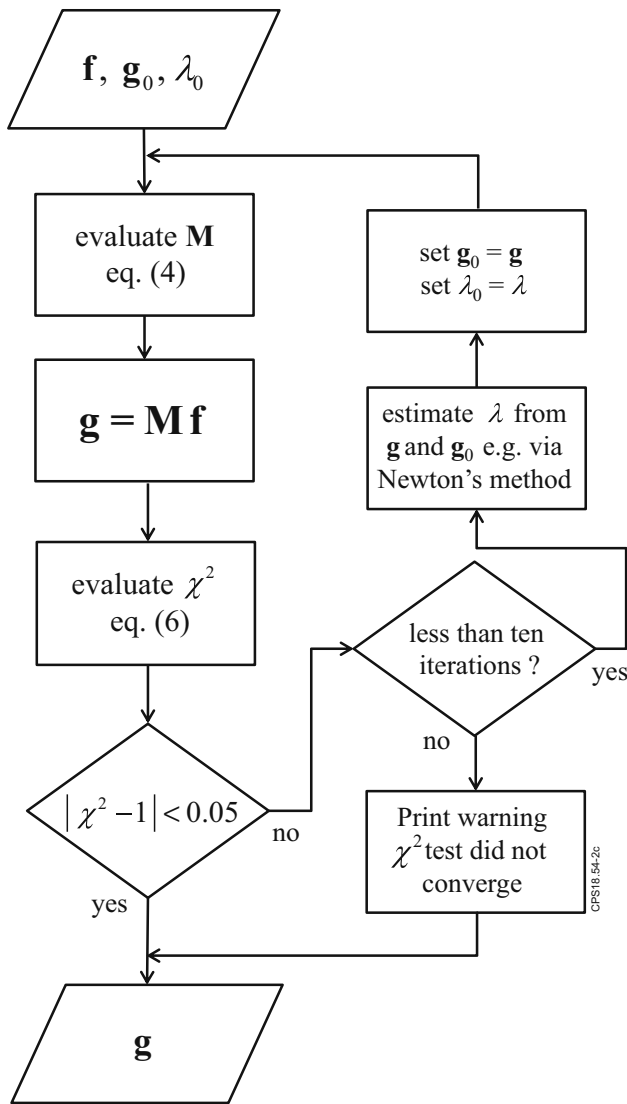 f, g₀, λ₀
evaluate M
eq. (4)
g = M f
evaluate χ²
eq. (6)
| χ² −1| < 0.05
no
yes
g
set g₀ = g
set λ₀ = λ
estimate λ from
g and g₀ e.g. via
Newton's method
less than ten
iterations ?
yes
no
Print warning
χ² test did not
converge
CPS18.54-2c